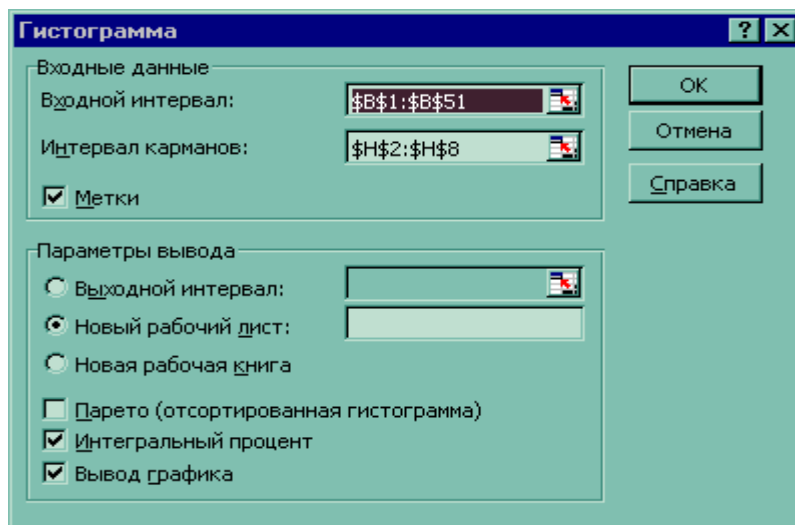 Гистограмма
Входные данные
Входной интервал: $B$1:$B$51
Интервал карманов: $H$2:$H$8
Метки
OK
Отмена
Справка
Параметры вывода
Выходной интервал:
Новый рабочий лист:
Новая рабочая книга
Парето (отсортированная гистограмма)
Интегральный процент
Вывод графика